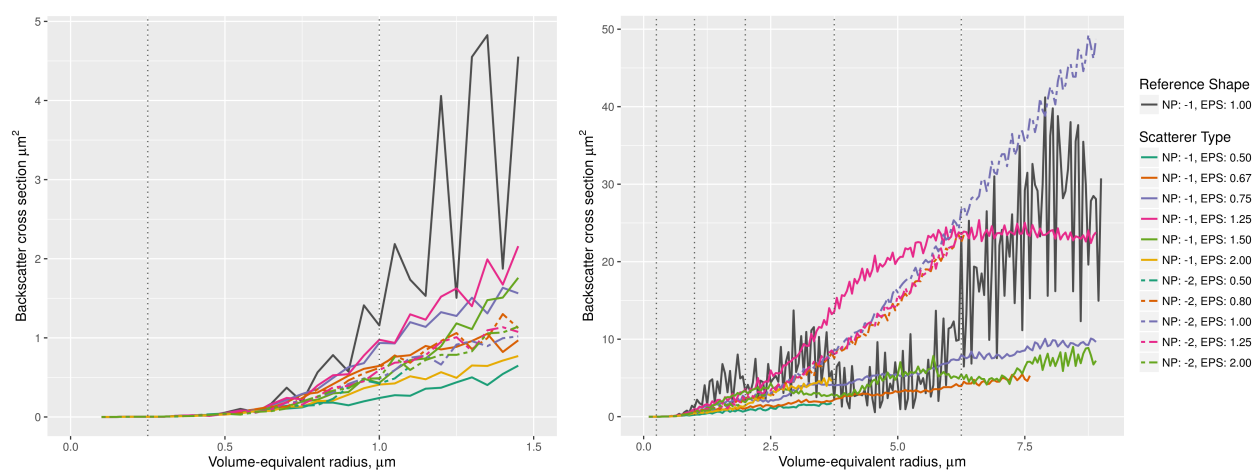 5
4
3
2
1
0
Backscatter cross section μm²
0.0 0.5 1.0 1.5
Volume-equivalent radius, μm
50
40
30
20
10
0
Backscatter cross section μm²
0.0 2.5 5.0 7.5
Volume-equivalent radius, μm
Reference Shape
NP: -1, EPS: 1.00
Scatterer Type
NP: -1, EPS: 0.50
NP: -1, EPS: 0.67
NP: -1, EPS: 0.75
NP: -1, EPS: 1.25
NP: -1, EPS: 1.50
NP: -1, EPS: 2.00
NP: -2, EPS: 0.50
NP: -2, EPS: 0.80
NP: -2, EPS: 1.00
NP: -2, EPS: 1.25
NP: -2, EPS: 2.00